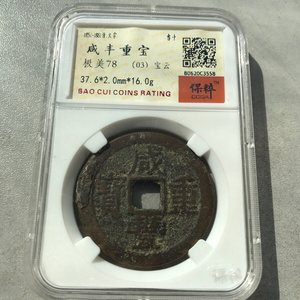 咸丰重宝
极美78 (03) 宝云
37.6*2.0mm*16.0g
BAO CUI COINS RATING
保粹
B0620C3558
咸
寶 重
豐